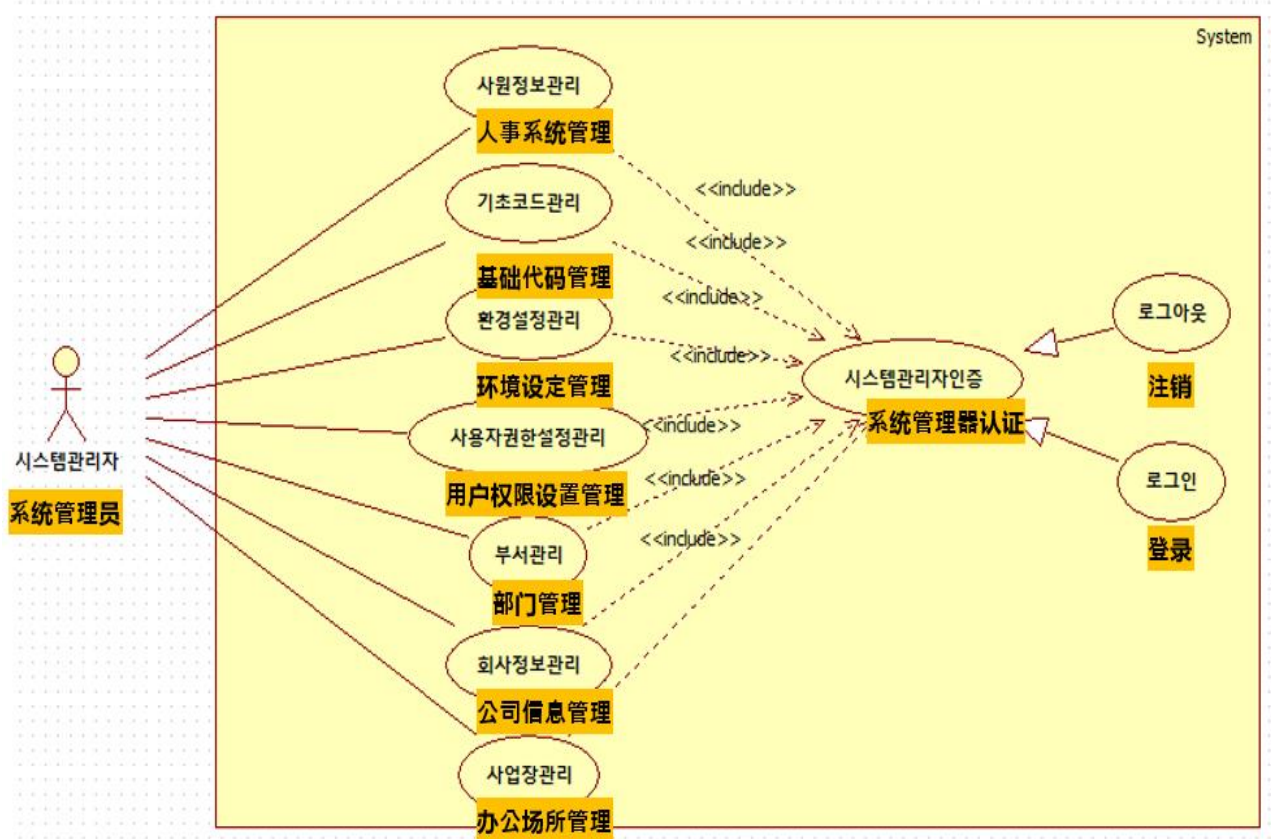 System
사원정보관리
人事系统管理
<<include>>
기초코드관리
<<include>>
基础代码管理
<<include>>
환경설정관리
로그아웃
<<include>>
环境设定管理
시스템관리자인증
注销
系统管理器认证
<<include>>
사용자권한설정관리
시스템관리자
用户权限设置管理
<<include>>
로그인
系统管理员
<<include>>
부서관리
登录
部门管理
회사정보관리
公司信息管理
사업장관리
办公场所管理